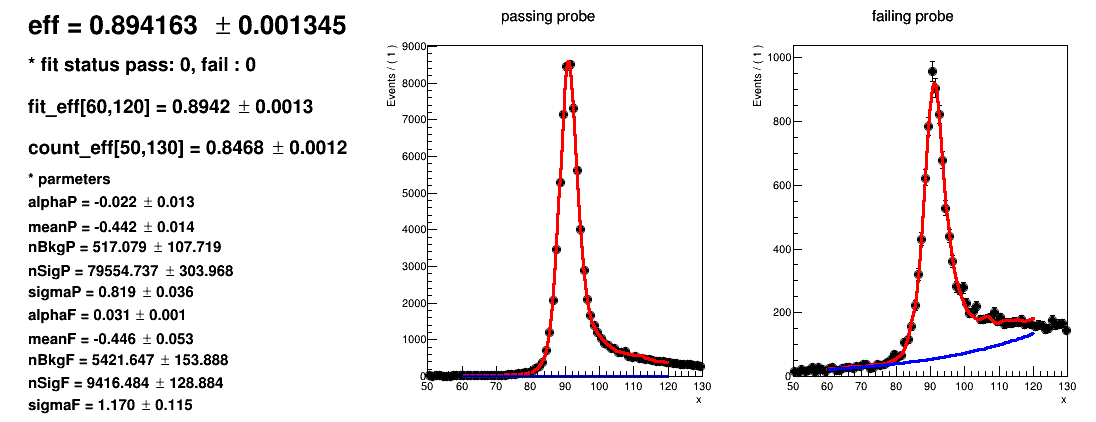 eff = 0.894163 ± 0.001345
* fit status pass: 0, fail : 0
fit_eff[60,120] = 0.8942 ± 0.0013
count_eff[50,130] = 0.8468 ± 0.0012
* parmeters
alphaP = -0.022 ± 0.013
meanP = -0.442 ± 0.014
nBkgP = 517.079 ± 107.719
nSigP = 79554.737 ± 303.968
sigmaP = 0.819 ± 0.036
alphaF = 0.031 ± 0.001
meanF = -0.446 ± 0.053
nBkgF = 5421.647 ± 153.888
nSigF = 9416.484 ± 128.884
sigmaF = 1.170 ± 0.115
passing probe
Events / ( 1 )
9000
8000
7000
6000
5000
4000
3000
2000
1000
0
50 60 70 80 90 100 110 120 130
x
failing probe
Events / ( 1 )
1000
800
600
400
200
0
50 60 70 80 90 100 110 120 130
x